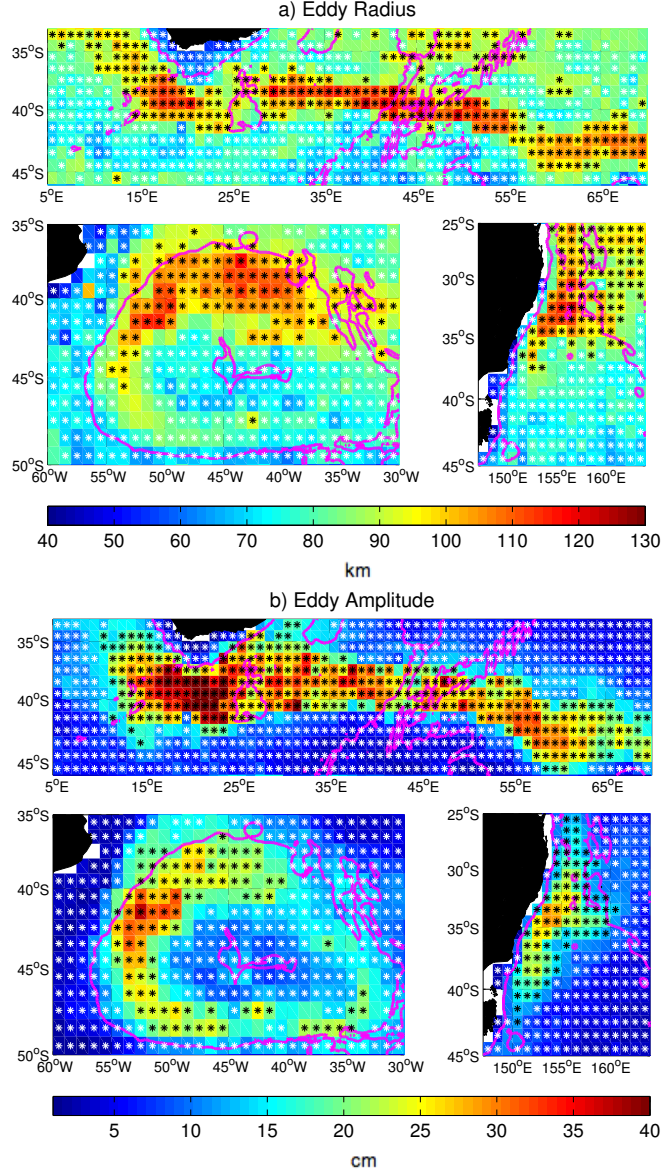 a) Eddy Radius
35°S
40°S
45°S
5°E 15°E 25°E 35°E 45°E 55°E 65°E
35°S
40°S
45°S
50°S
60°W 55°W 50°W 45°W 40°W 35°W 30°W
25°S
30°S
35°S
40°S
45°S
150°E 155°E 160°E
40 50 60 70 80 90 100 110 120 130
km
b) Eddy Amplitude
35°S
40°S
45°S
5°E 15°E 25°E 35°E 45°E 55°E 65°E
35°S
40°S
45°S
50°S
60°W 55°W 50°W 45°W 40°W 35°W 30°W
25°S
30°S
35°S
40°S
45°S
150°E 155°E 160°E
5 10 15 20 25 30 35 40
cm